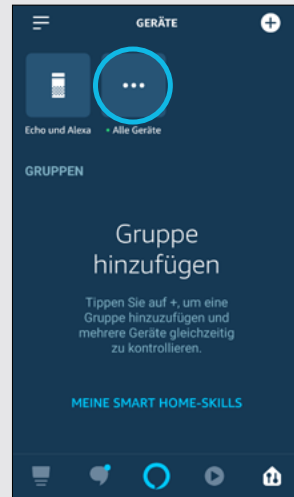 GERÄTE
Echo und Alexa
Alle Geräte
GRUPPEN
Gruppe
hinzufügen
Tippen Sie auf +, um eine
Gruppe hinzuzufügen und
mehrere Geräte gleichzeitig
zu kontrollieren.
MEINE SMART HOME-SKILLS